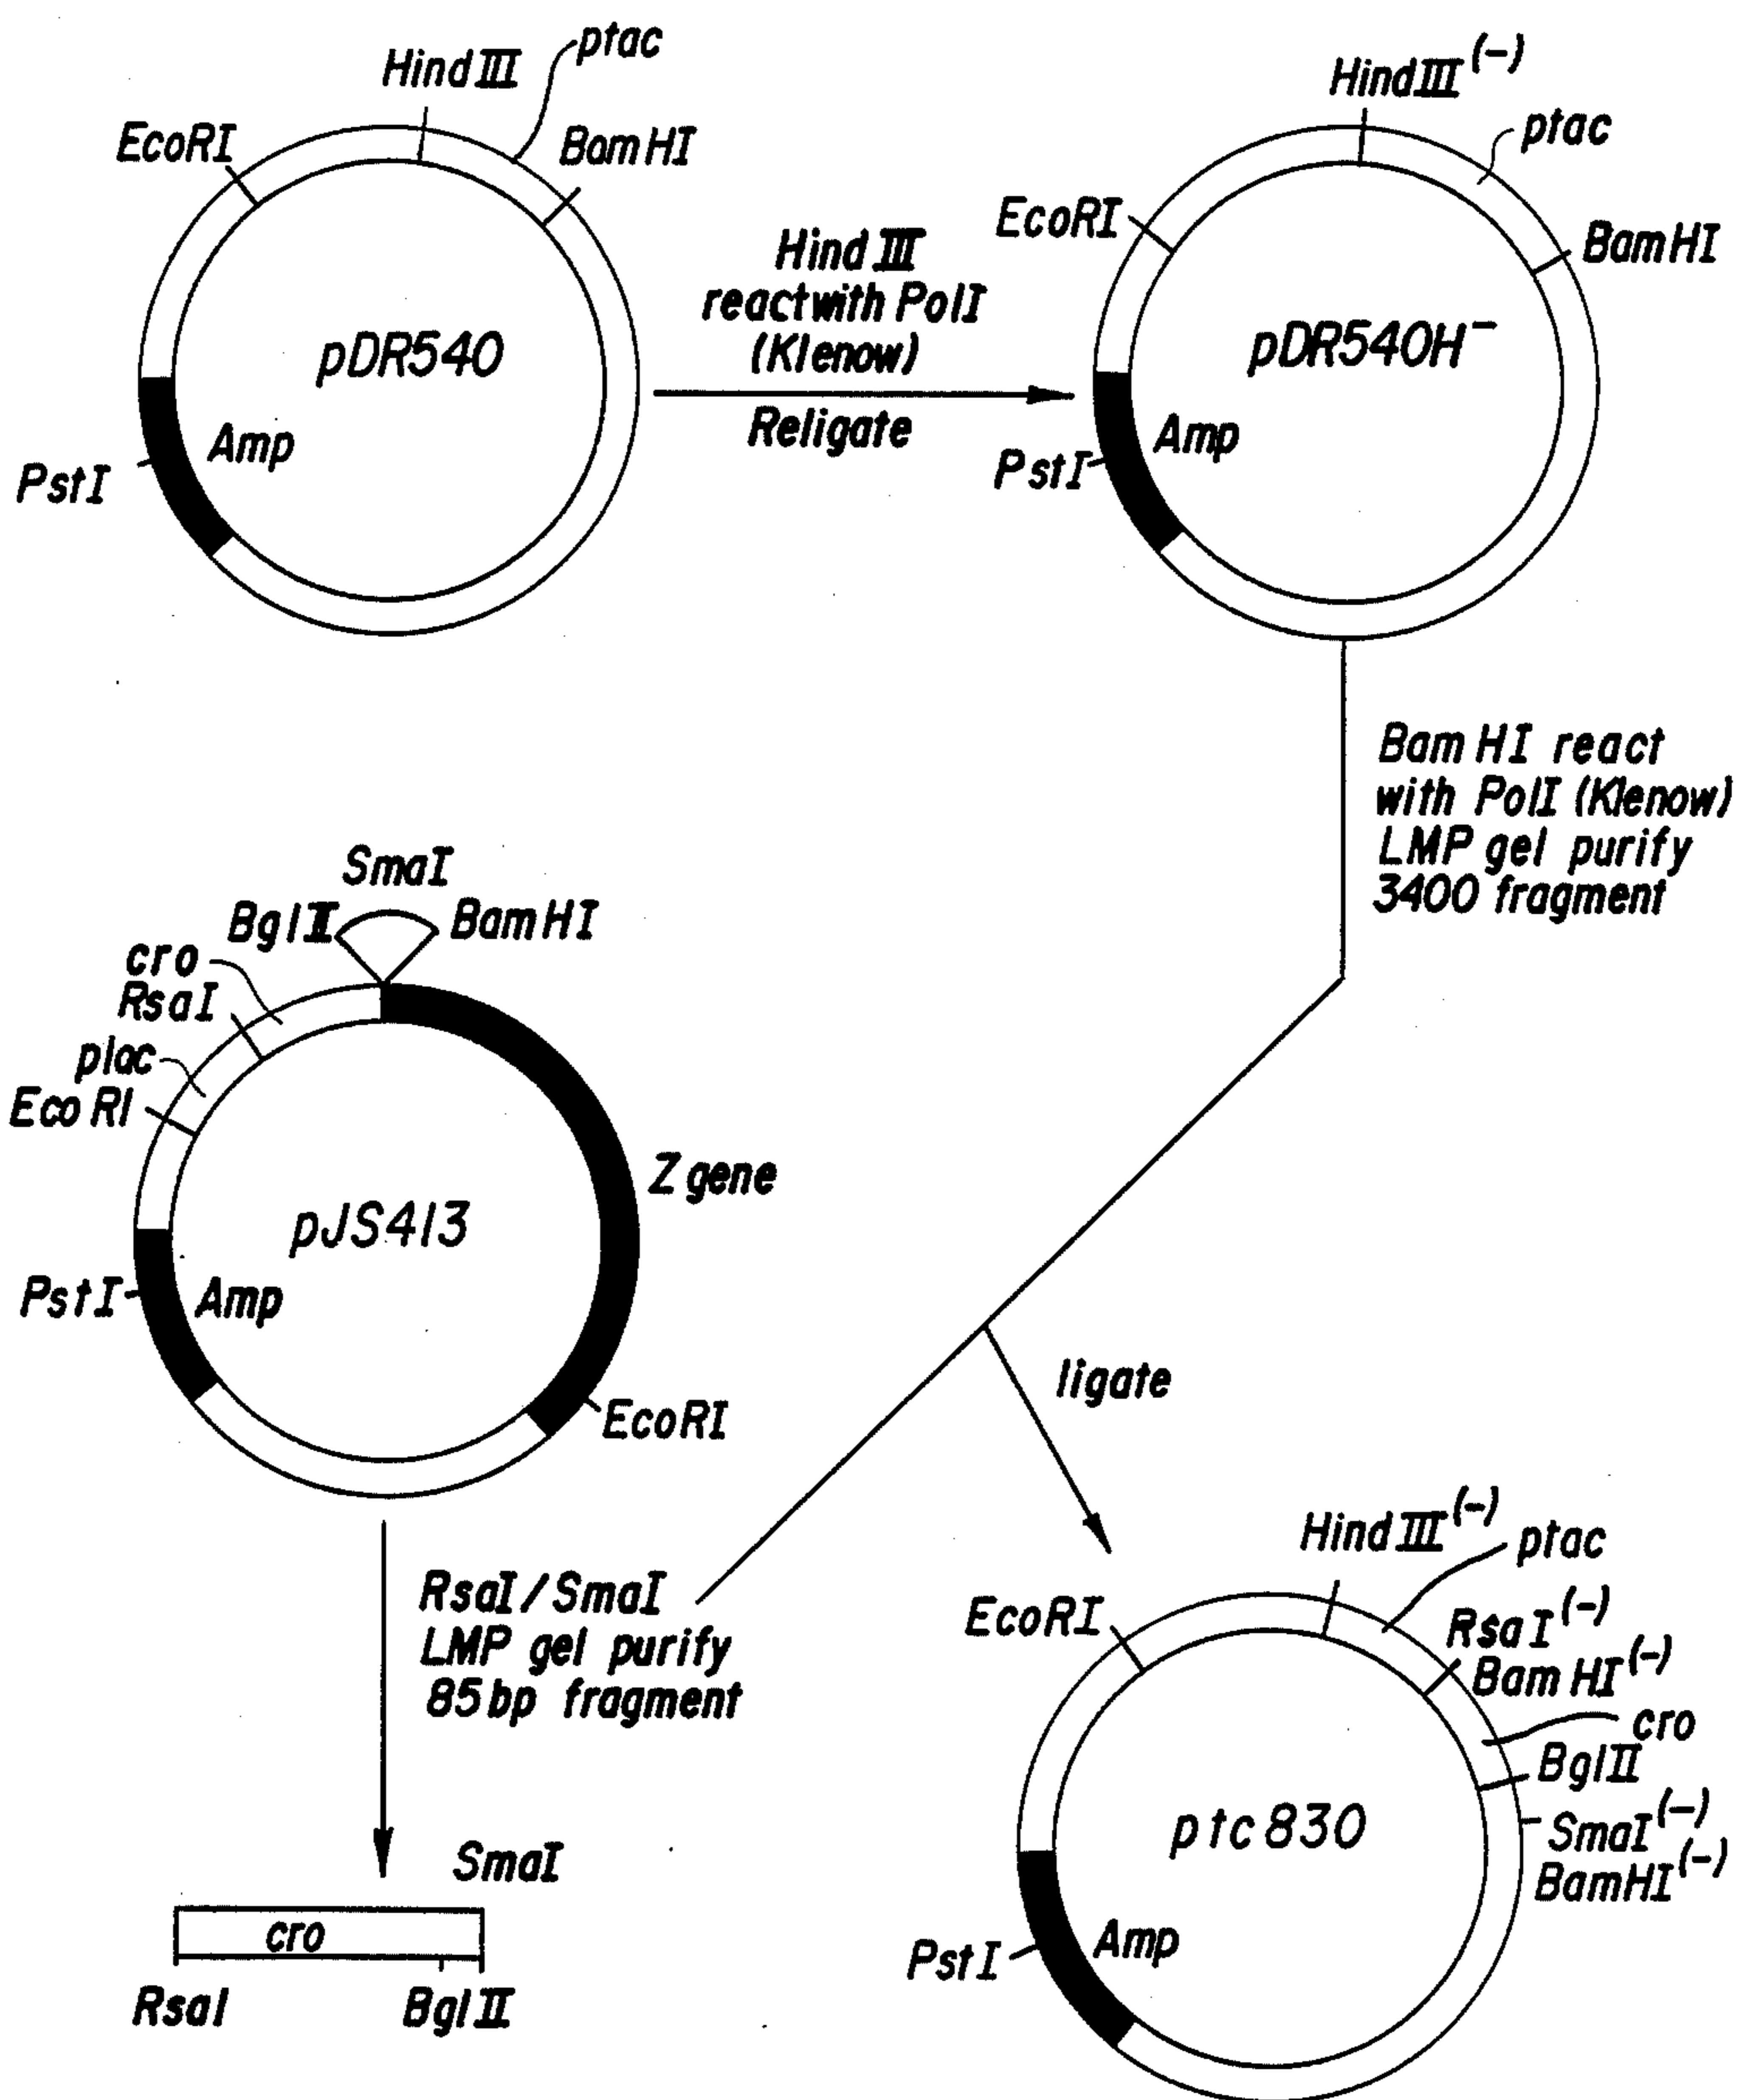 HindIII
ptac
EcoRI
BamHI
pDR540
Amp
PstI
HindIII
react with PolI
(Klenow)
Religate
HindIII(-)
ptac
EcoRI
BamHI
pDR540H-
Amp
PstI
BamHI react
with PolI (Klenow)
LMP gel purify
3400 fragment
SmaI
BglII
BamHI
cro
RsaI
plac
EcoRI
Z gene
pJS413
PstI
Amp
EcoRI
ligate
RsaI/SmaI
LMP gel purify
85bp fragment
SmaI
cro
RsaI
BglII
HindIII(-)
ptac
EcoRI
RsaI(-)
BamHI(-)
cro
BglII
ptc830
SmaI(-)
BamHI(-)
PstI
Amp